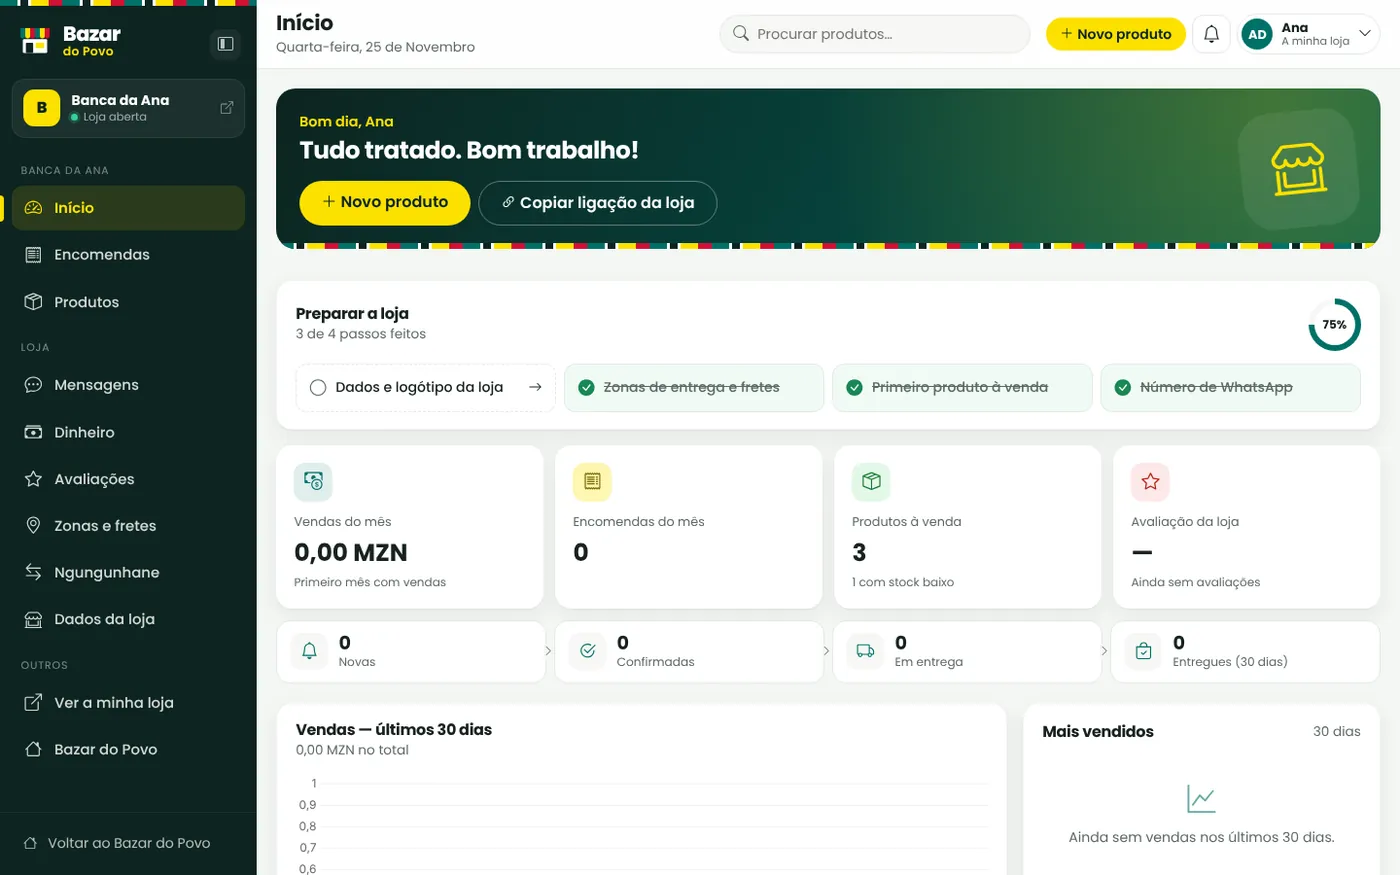 Bazar
do Povo
B
Banca da Ana
Loja aberta
BANCA DA ANA
Início
Encomendas
Produtos
LOJA
Mensagens
Dinheiro
Avaliações
Zonas e fretes
Ngungunhane
Dados da loja
OUTROS
Ver a minha loja
Bazar do Povo
Voltar ao Bazar do Povo
Início
Quarta-feira, 25 de Novembro
Procurar produtos...
Novo produto
AD
Ana
A minha loja
Bom dia, Ana
Tudo tratado. Bom trabalho!
Novo produto
Copiar ligação da loja
Preparar a loja
3 de 4 passos feitos
75%
Dados e logótipo da loja
Zonas de entrega e fretes
Primeiro produto à venda
Número de WhatsApp
Vendas do mês
0,00 MZN
Primeiro mês com vendas
Encomendas do mês
0
Produtos à venda
3
1 com stock baixo
Avaliação da loja
—
Ainda sem avaliações
0
Novas
0
Confirmadas
0
Em entrega
0
Entregues (30 dias)
Vendas — últimos 30 dias
0,00 MZN no total
1
0,9
0,8
0,7
0,6
Mais vendidos
30 dias
Ainda sem vendas nos últimos 30 dias.